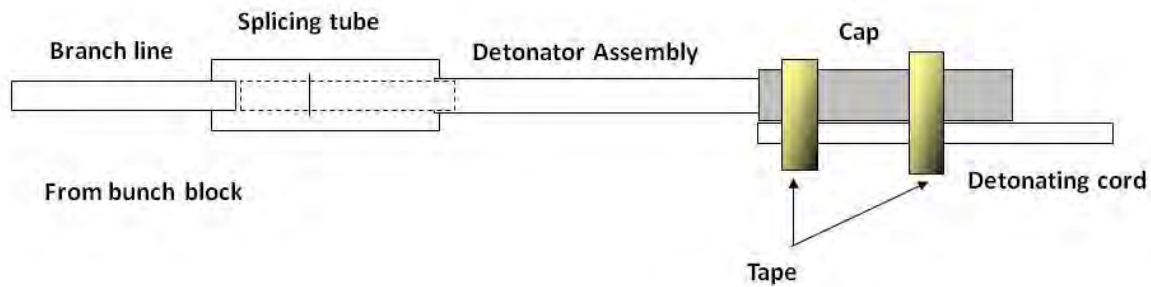 Splicing tube
Branch line
Detonator Assembly
Cap
From bunch block
Detonating cord
Tape